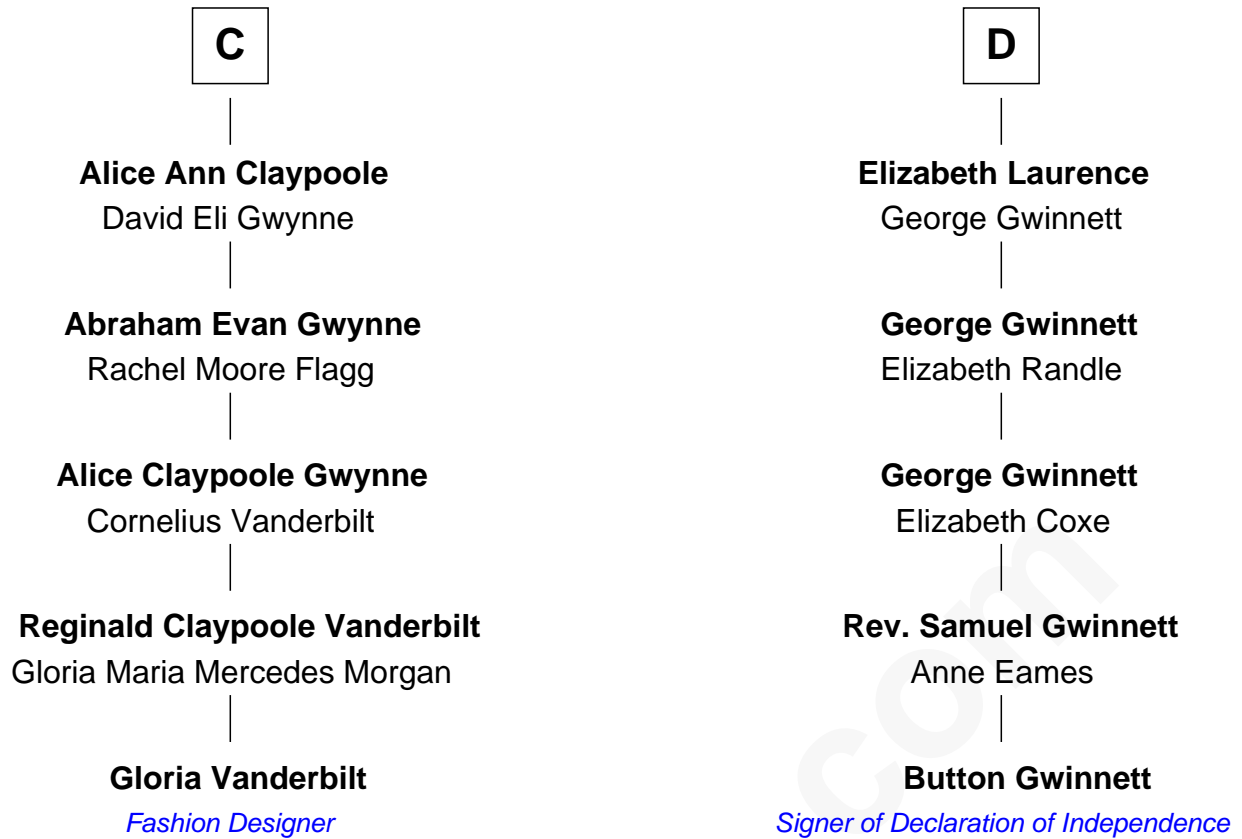 C
Alice Ann Claypoole
David Eli Gwynne
Abraham Evan Gwynne
Rachel Moore Flagg
Alice Claypoole Gwynne
Cornelius Vanderbilt
Reginald Claypoole Vanderbilt
Gloria Maria Mercedes Morgan
Gloria Vanderbilt
Fashion Designer
D
Elizabeth Laurence
George Gwinnett
George Gwinnett
Elizabeth Randle
George Gwinnett
Elizabeth Coxe
Rev. Samuel Gwinnett
Anne Eames
Button Gwinnett
Signer of Declaration of Independence
com